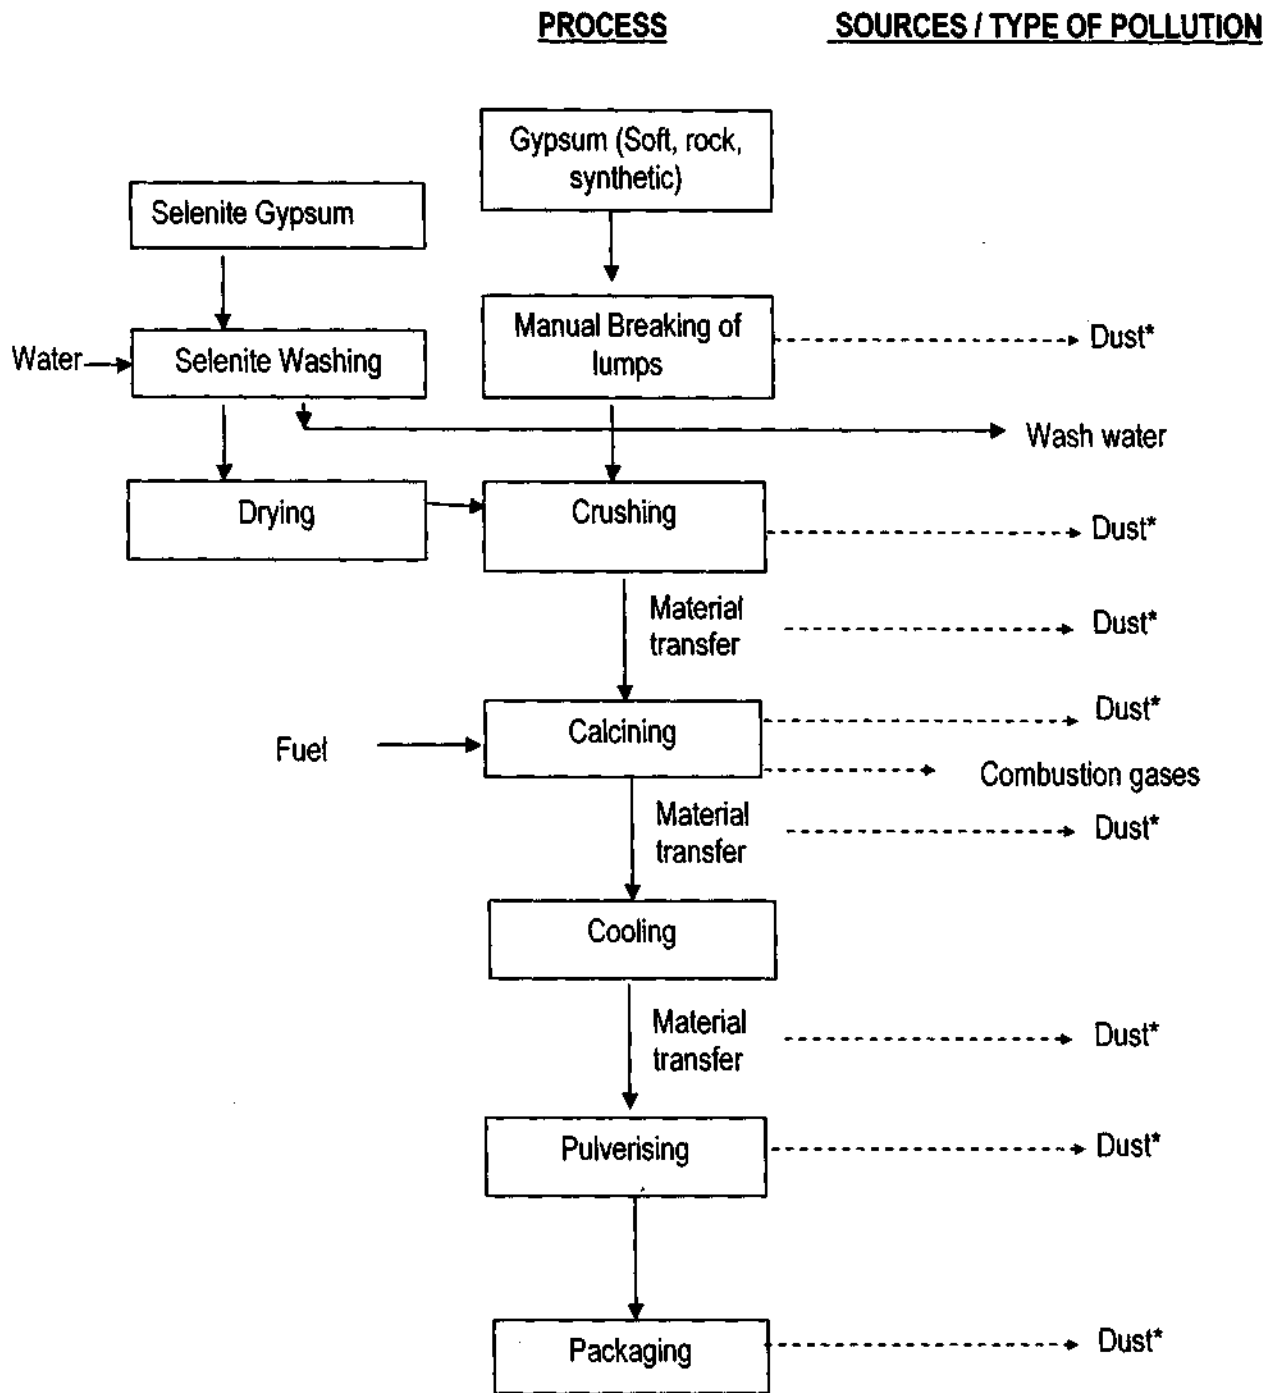 PROCESS
SOURCES / TYPE OF POLLUTION
Gypsum (Soft, rock,
synthetic)
Selenite Gypsum
Manual Breaking of
lumps
Dust*
Water
Selenite Washing
Wash water
Drying
Crushing
Dust*
Material
transfer
Dust*
Calcining
Dust*
Fuel
Combustion gases
Material
transfer
Dust*
Cooling
Material
transfer
Dust*
Pulverising
Dust*
Packaging
Dust*